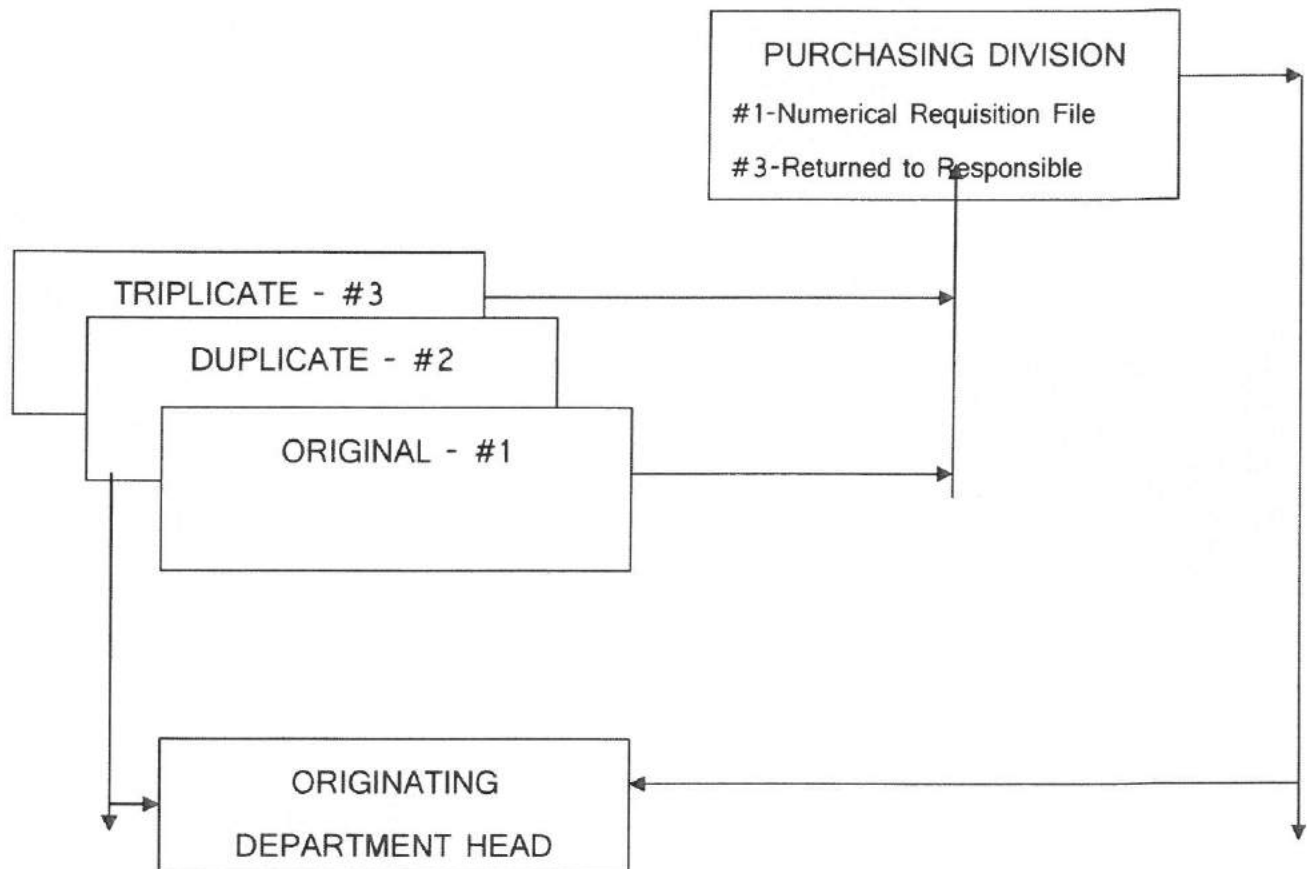 PURCHASING DIVISION
#1-Numerical Requisition File
#3-Returned to Responsible
TRIPLICATE - #3
DUPLICATE - #2
ORIGINAL - #1
ORIGINATING
DEPARTMENT HEAD